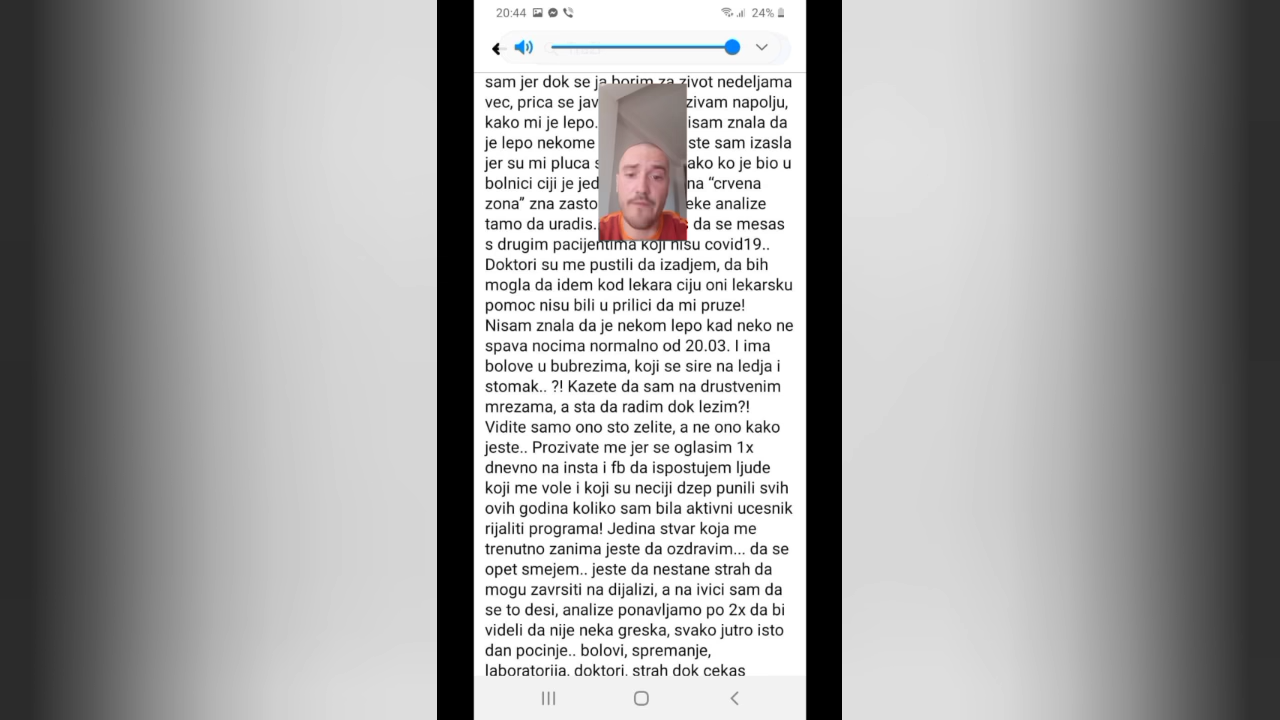 20:44
24%
sam jer dok se ja borim za zivot nedeljama
vec, prica se jav zivam napolju,
kako mi je lepo. isam znala da
je lepo nekome ste sam izasla
jer su mi pluca s ako ko je bio u
bolnici ciji je jed na “crvena
zona” zna zasto eke analize
tamo da uradis. da se mesas
s drugim pacijentima koji nisu covid19..
Doktori su me pustili da izadjem, da bih
mogla da idem kod lekara ciju oni lekarsku
pomoc nisu bili u prilici da mi pruze!
Nisam znala da je nekom lepo kad neko ne
spava nocima normalno od 20.03. I ima
bolove u bubrezima, koji se sire na ledja i
stomak.. ?! Kazete da sam na drustvenim
mrezama, a sta da radim dok lezim?!
Vidite samo ono sto zelite, a ne ono kako
jeste.. Prozivate me jer se oglasim 1x
dnevno na insta i fb da ispostujem ljude
koji me vole i koji su neciji dzep punili svih
ovih godina koliko sam bila aktivni ucesnik
rijaliti programa! Jedina stvar koja me
trenutno zanima jeste da ozdravim... da se
opet smejem.. jeste da nestane strah da
mogu zavrsiti na dijalizi, a na ivici sam da
se to desi, analize ponavljamo po 2x da bi
videli da nije neka greska, svako jutro isto
dan pocinje.. bolovi, spremanje,
laboratorija, doktori, strah dok cekas